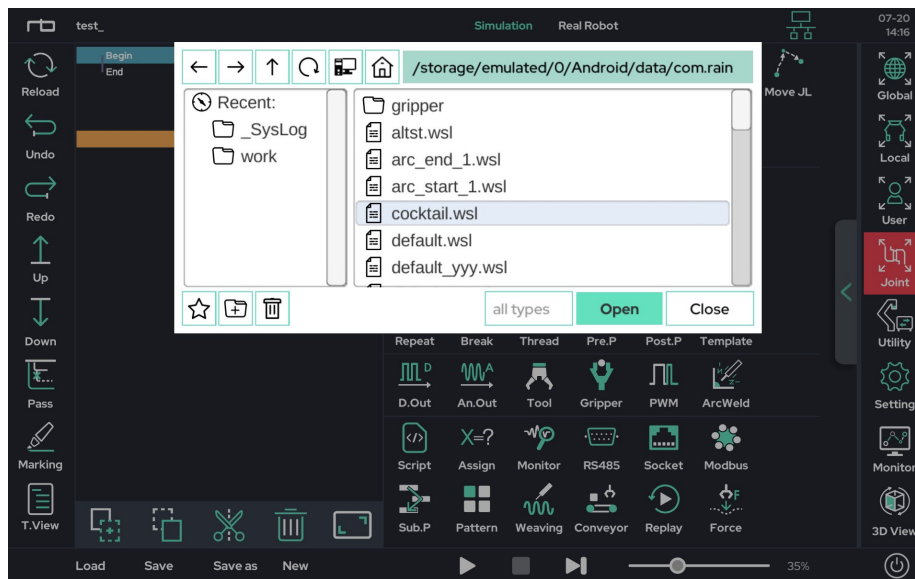 test_
Simulation
Real Robot
07-20
14:16
Reload
Undo
Redo
Up
Down
Pass
Marking
T.View
Begin
End
/storage/emulated/0/Android/data/com.rain
Recent:
_SysLog
work
gripper
altst.wsl
arc_end_1.wsl
arc_start_1.wsl
cocktail.wsl
default.wsl
default_yyy.wsl
all types
Open
Close
Move JL
Repeat Break Thread Pre.P Post.P Template
D
A
D.Out An.Out Tool Gripper PWM ArcWeld
X=?
Script Assign Monitor RS485 Socket Modbus
F
Sub.P Pattern Weaving Conveyor Replay Force
Global
Local
User
Joint
Utility
Setting
Monitor
3D View
Load Save Save as New
35%